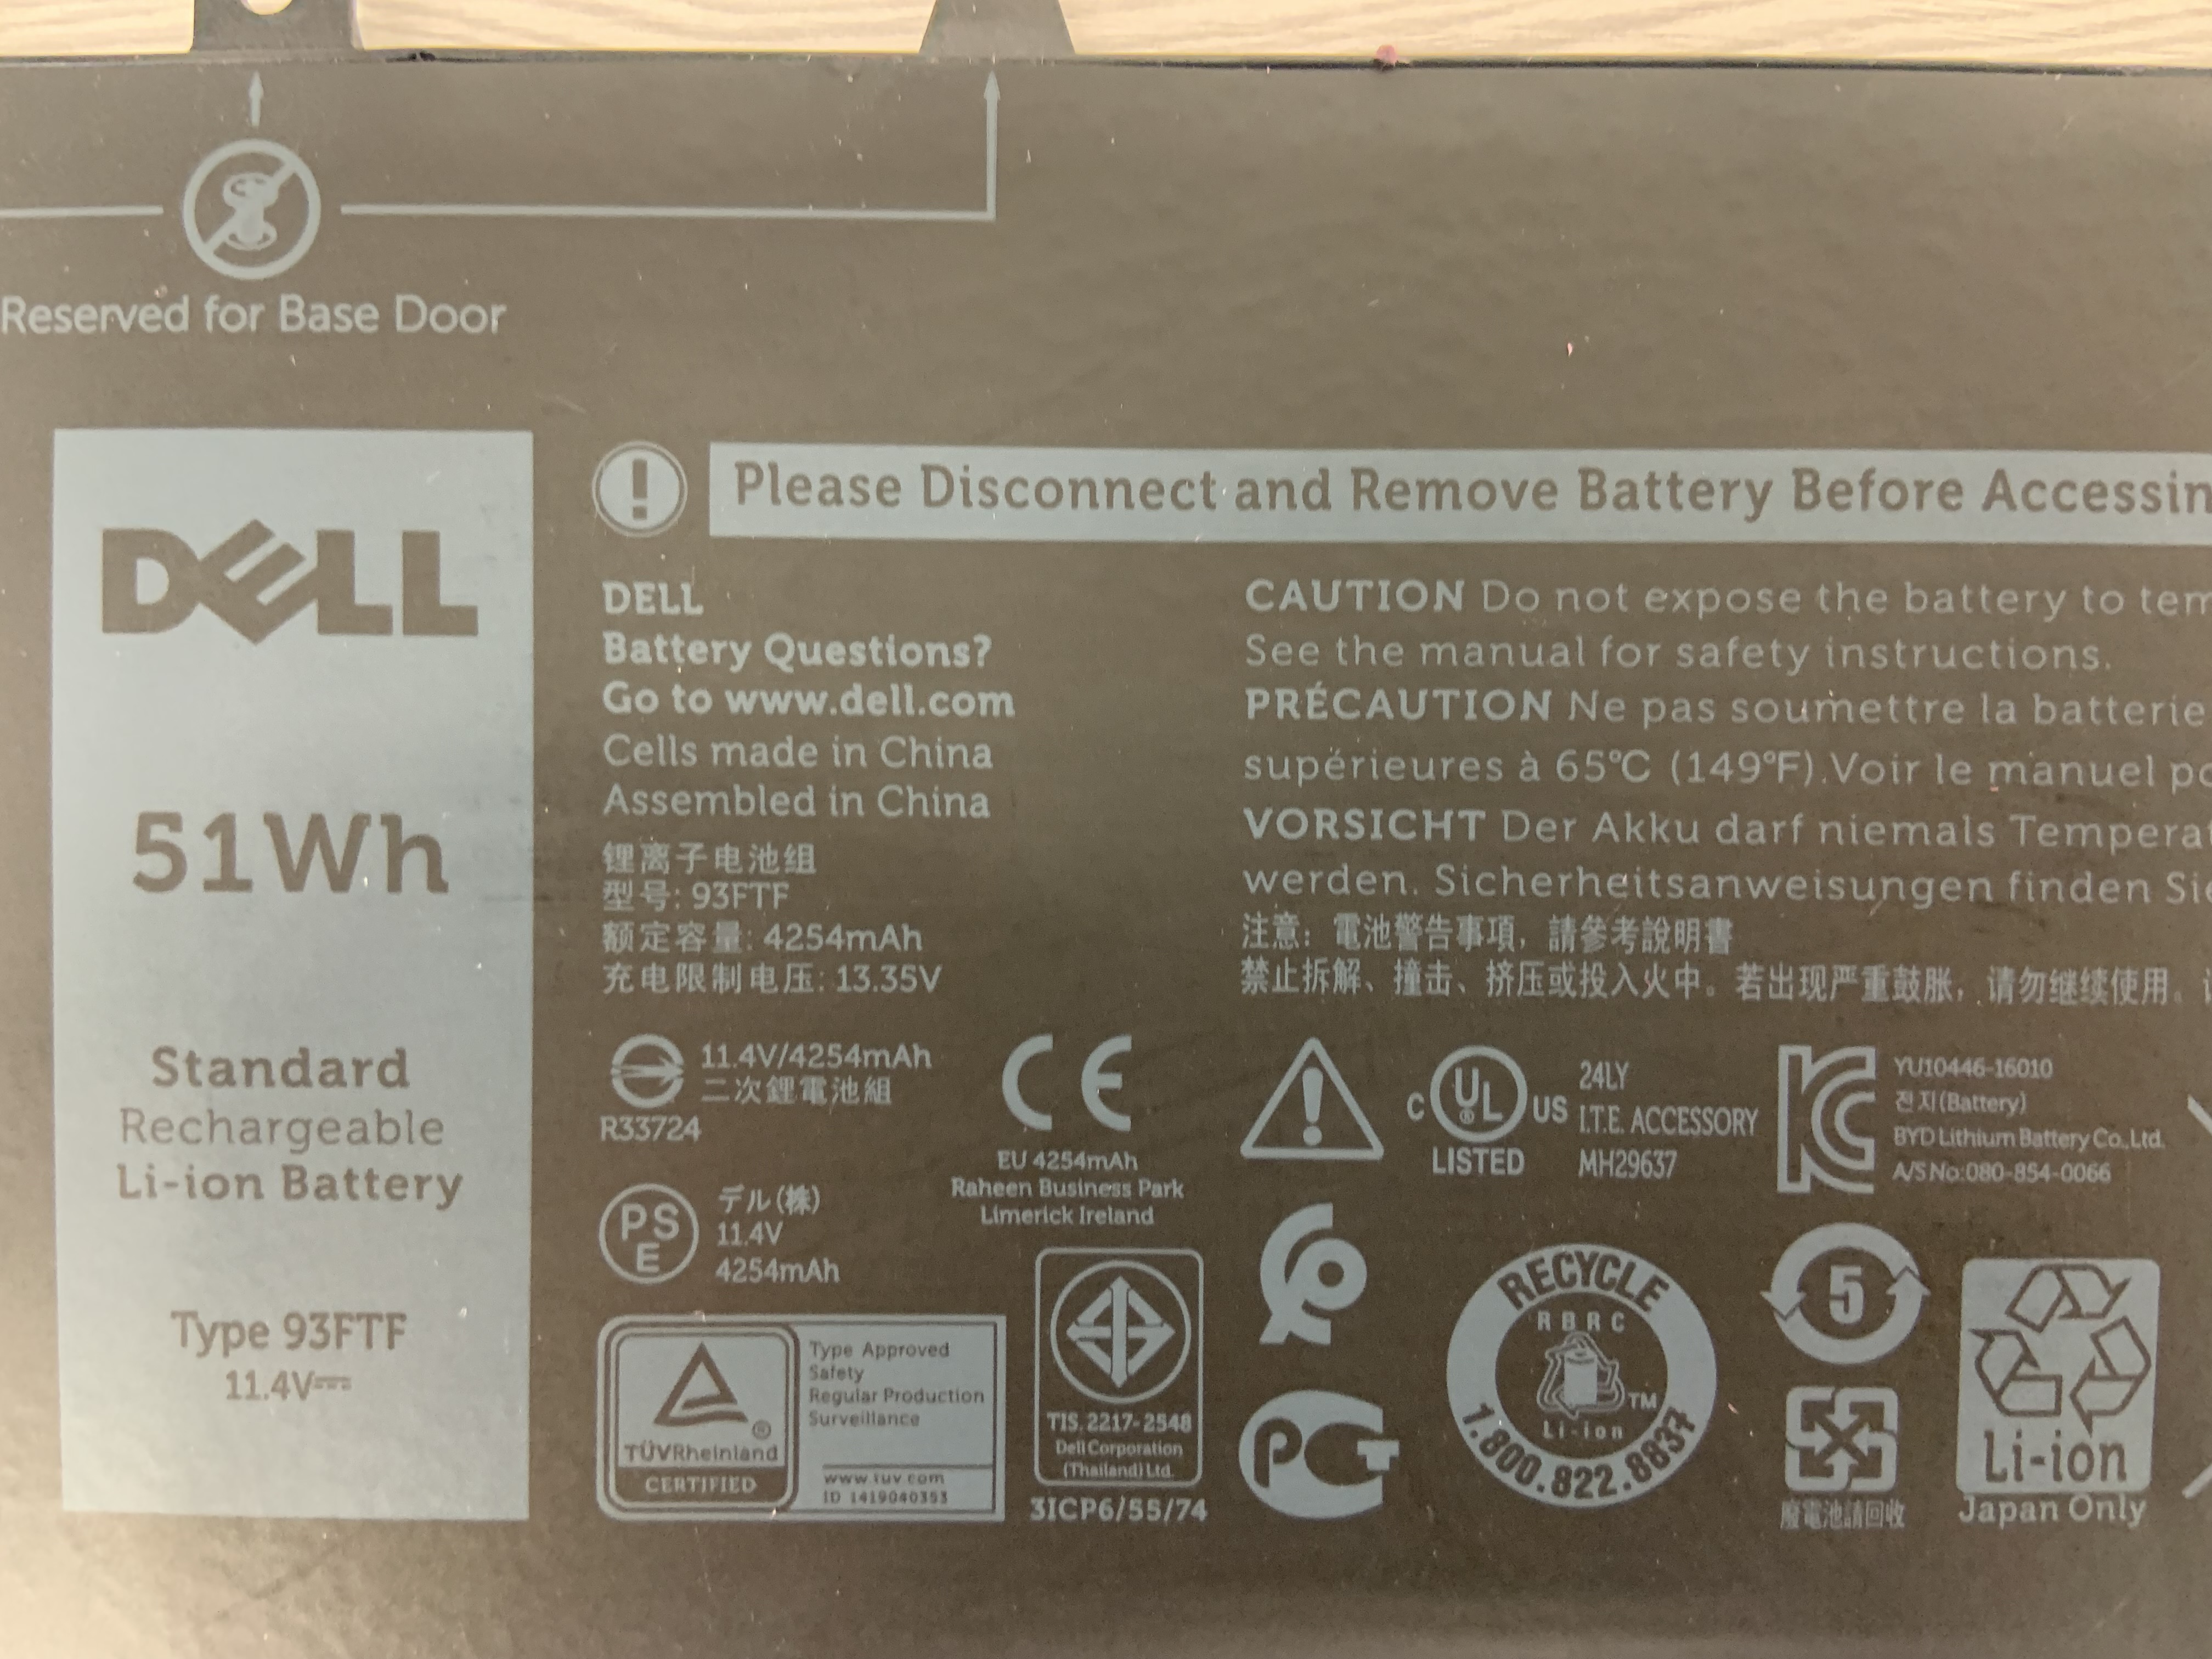 Reserved for Base Door
DELL
51Wh
Standard
Rechargeable
Li-ion Battery
Type 93FTF
11.4V⎓
! Please Disconnect and Remove Battery Before Accessin
DELL
Battery Questions?
Go to www.dell.com
Cells made in China
Assembled in China
锂离子电池组
型号: 93FTF
额定容量: 4254mAh
充电限制电压: 13.35V
CAUTION Do not expose the battery to tem
See the manual for safety instructions.
PRÉCAUTION Ne pas soumettre la batterie
supérieures à 65°C (149°F).Voir le manuel po
VORSICHT Der Akku darf niemals Tempera
werden. Sicherheitsanweisungen finden Sie
注意: 電池警告事項, 請參考說明書
禁止拆解、撞击、挤压或投入火中。若出现严重鼓胀, 请勿继续使用。
11.4V/4254mAh
二次鋰電池組
R33724
PS
E
デル(株)
11.4V
4254mAh
CE
EU 4254mAh
Raheen Business Park
Limerick Ireland
C UL US
LISTED
24LY
I.T.E. ACCESSORY
MH29637
KC
YU10446-16010
전지(Battery)
BYD Lithium Battery Co.,Ltd.
A/S No:080-854-0066
TÜVRheinland
CERTIFIED
Type Approved
Safety
Regular Production
Surveillance
www.tuv.com
ID 1419040353
TIS. 2217-2548
Dell Corporation
(Thailand) Ltd.
3ICP6/55/74
PCT
RECYCLE
RBRC
TM
Li-ion
1.800.822.8837
5
廢電池請回收
Li-ion
Japan Only